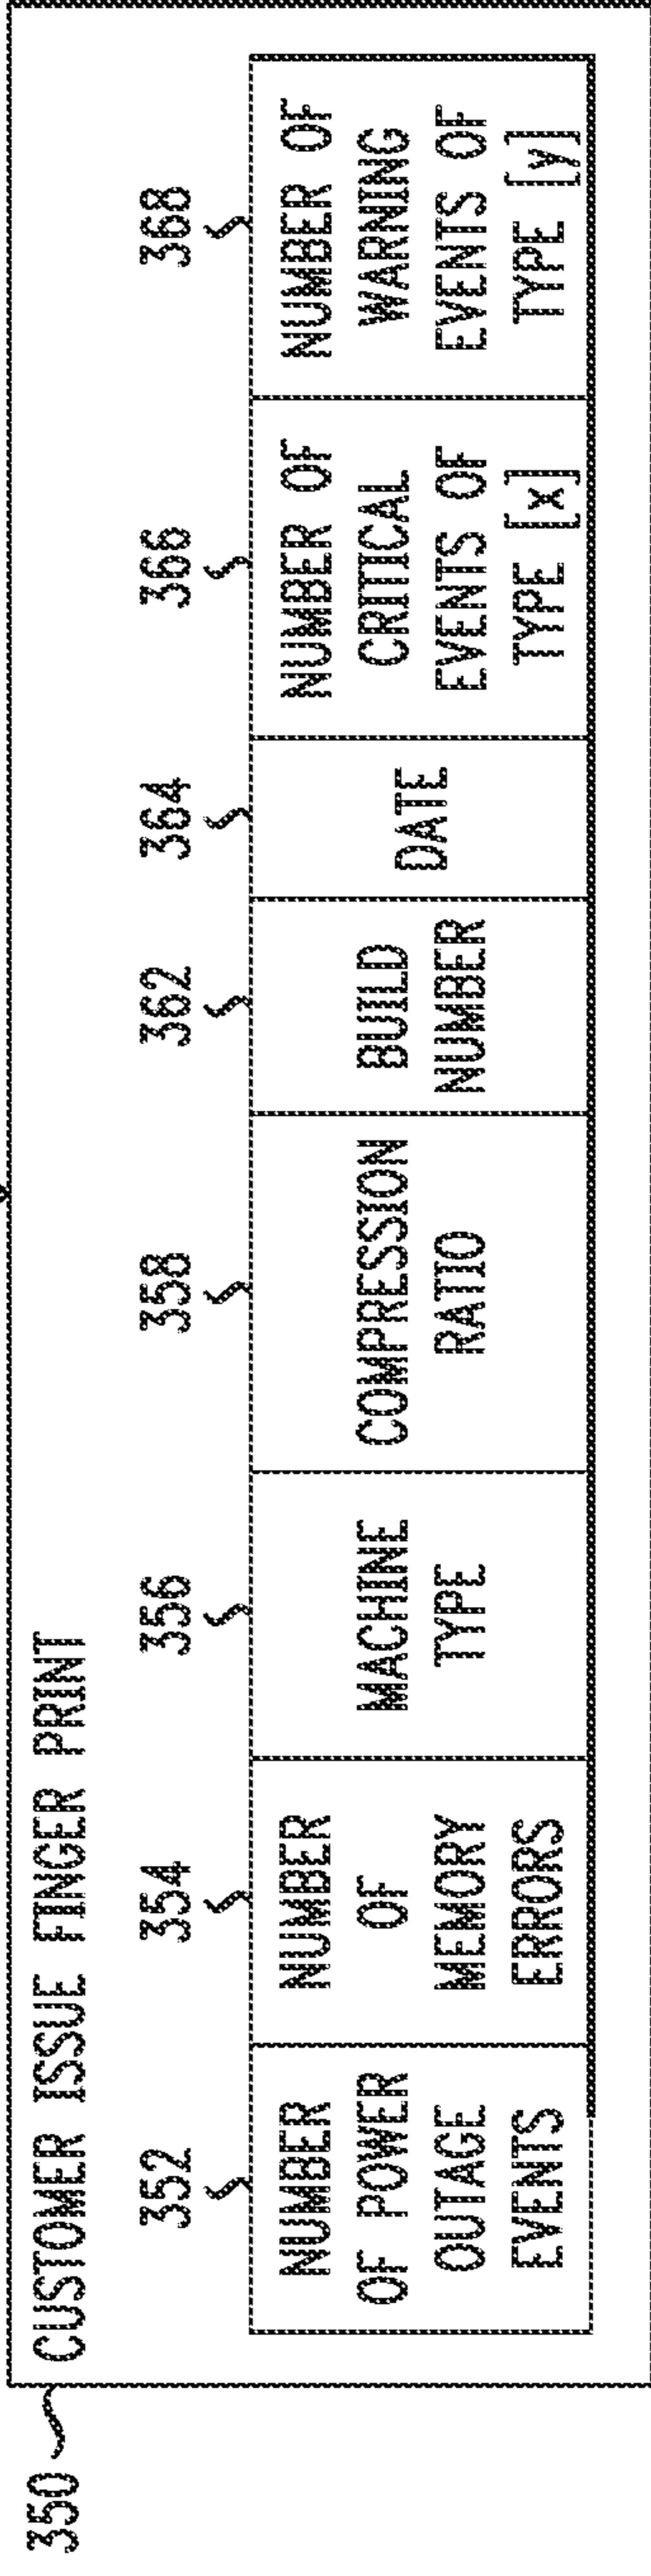 350
CUSTOMER ISSUE FINGER PRINT
352
354
356
358
362
364
366
368
NUMBER
OF POWER
OUTAGE
EVENTS
NUMBER
OF
MEMORY
ERRORS
MACHINE
TYPE
COMPRESSION
RATIO
BUILD
NUMBER
DATE
NUMBER OF
CRITICAL
EVENTS OF
TYPE [x]
NUMBER OF
WARNING
EVENTS OF
TYPE [y]